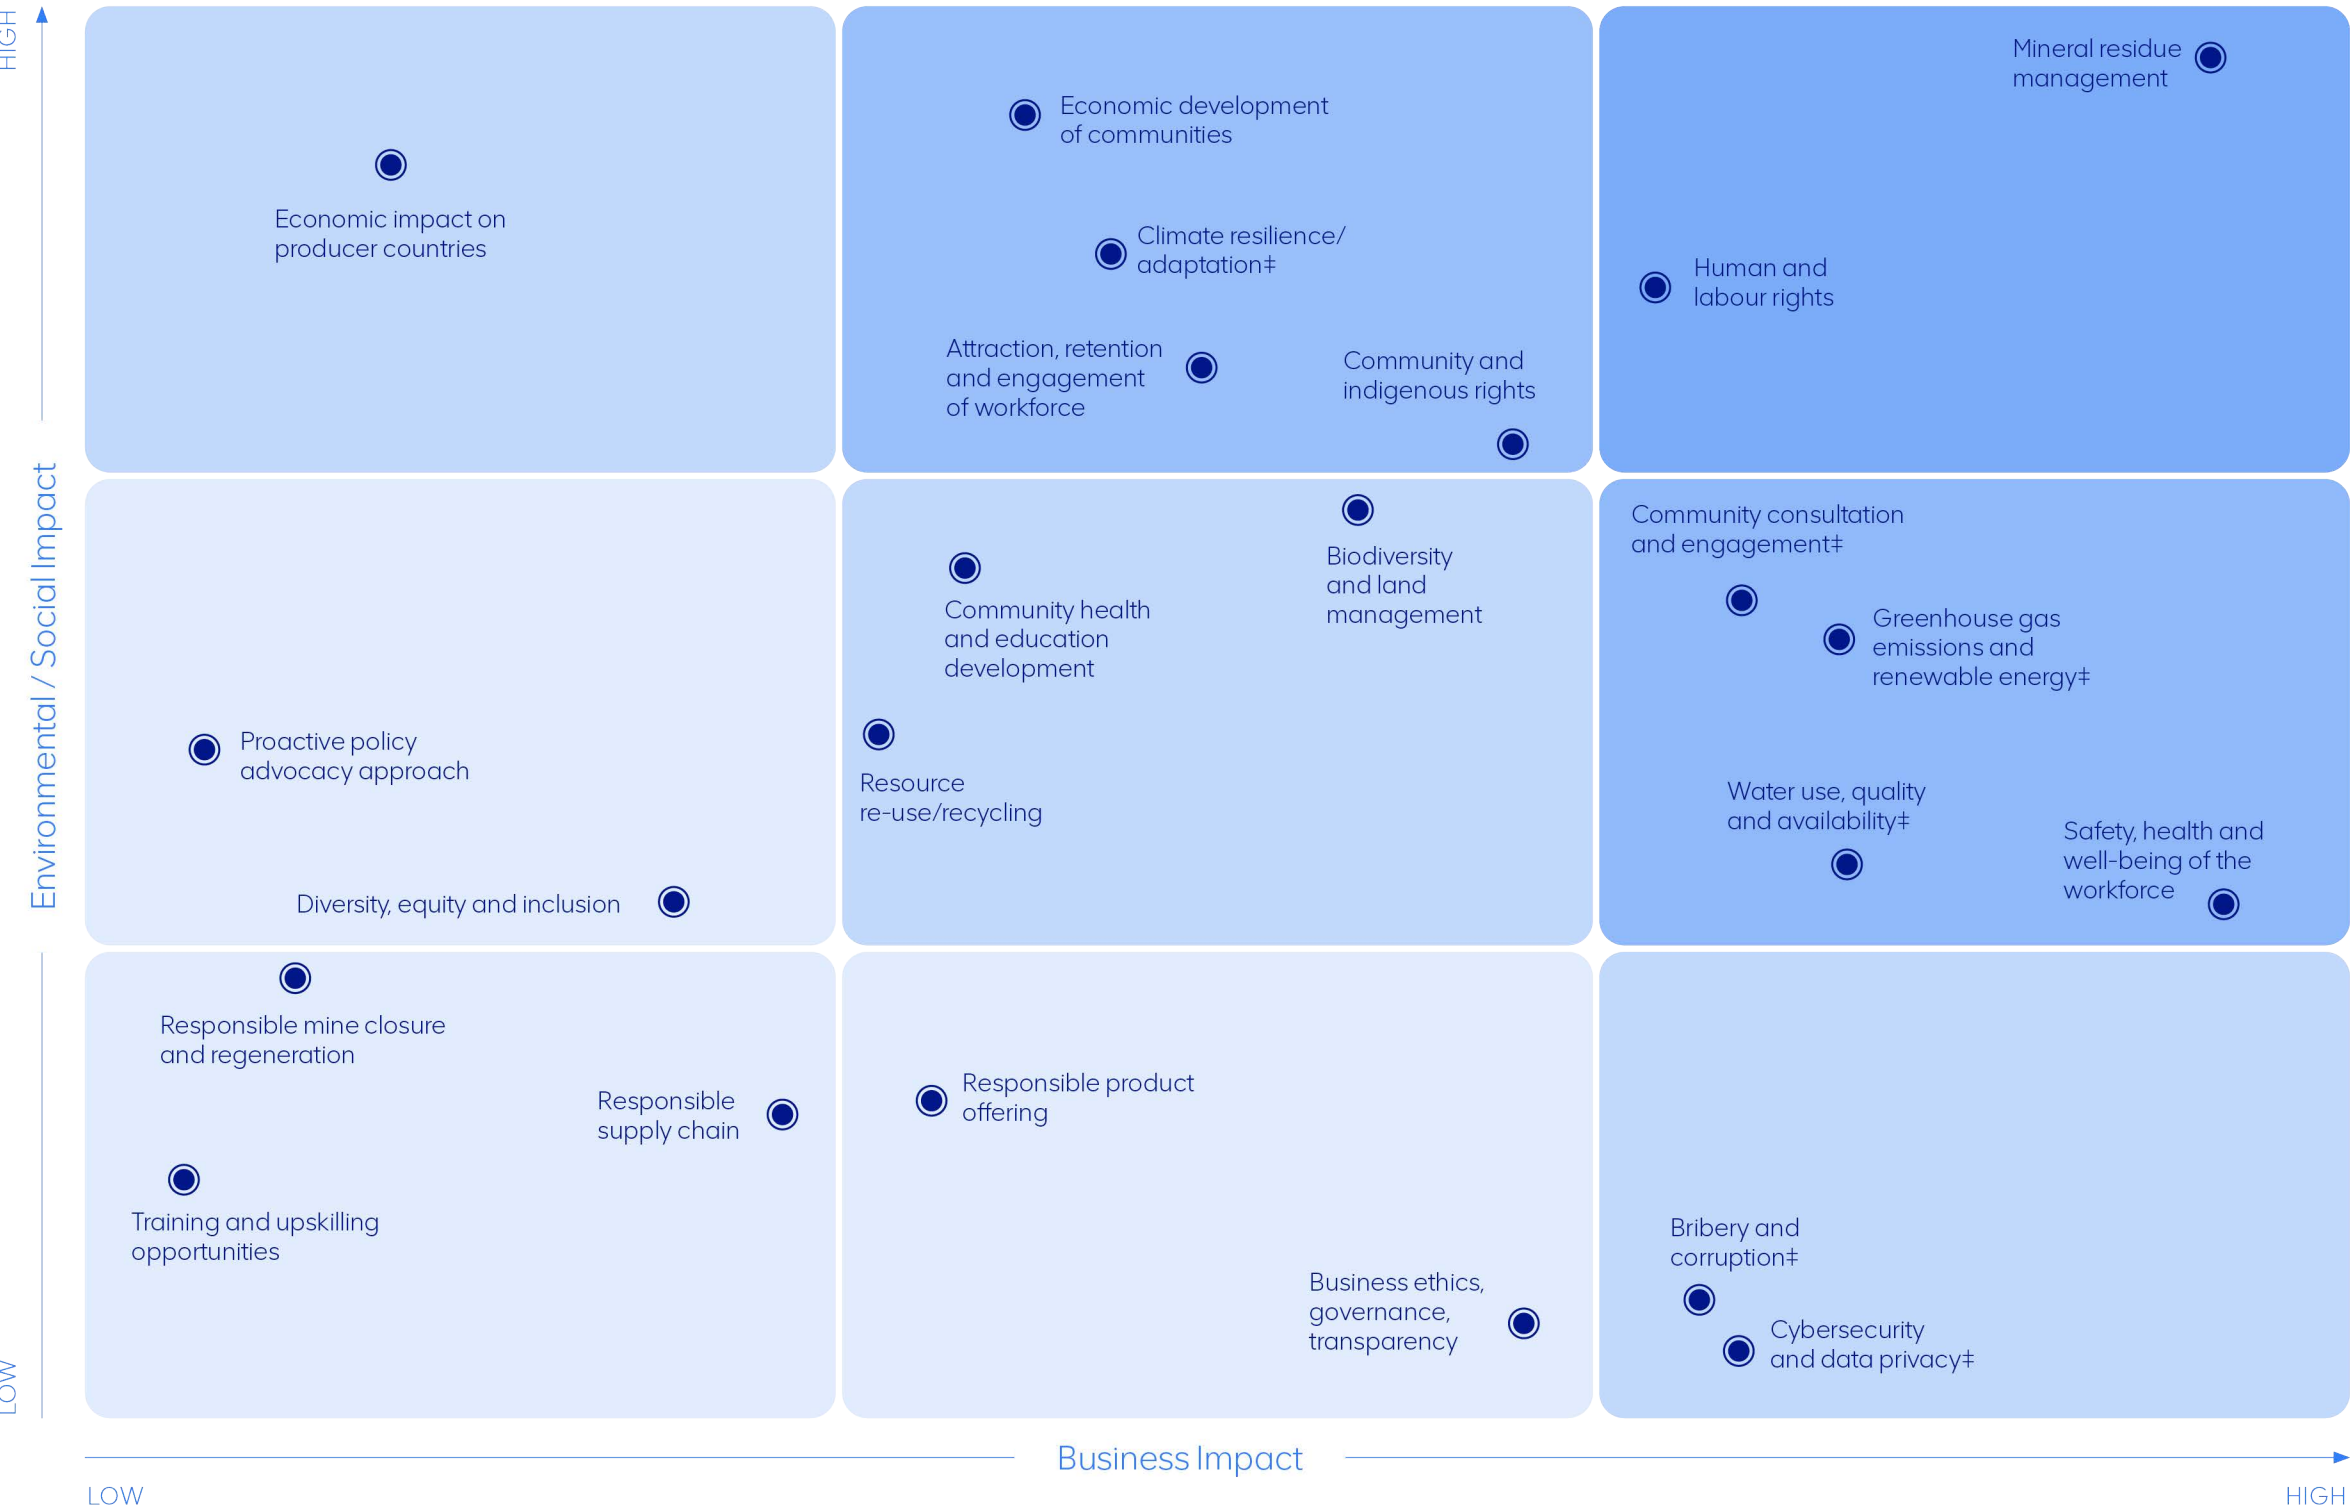 HIGH
Mineral residue
management
Economic development
of communities
Economic impact on
producer countries
Climate resilience/
adaptation‡
Human and
labour rights
Attraction, retention
and engagement
of workforce
Community and
indigenous rights
Environmental / Social Impact
Community consultation
and engagement‡
Biodiversity
and land
management
Community health
and education
development
Greenhouse gas
emissions and
renewable energy‡
Proactive policy
advocacy approach
Resource
re-use/recycling
Water use, quality
and availability‡
Safety, health and
well-being of the
workforce
Diversity, equity and inclusion
Responsible mine closure
and regeneration
Responsible
supply chain
Responsible product
offering
Training and upskilling
opportunities
Bribery and
corruption‡
Business ethics,
governance,
transparency
Cybersecurity
and data privacy‡
LOW
Business Impact
LOW
HIGH